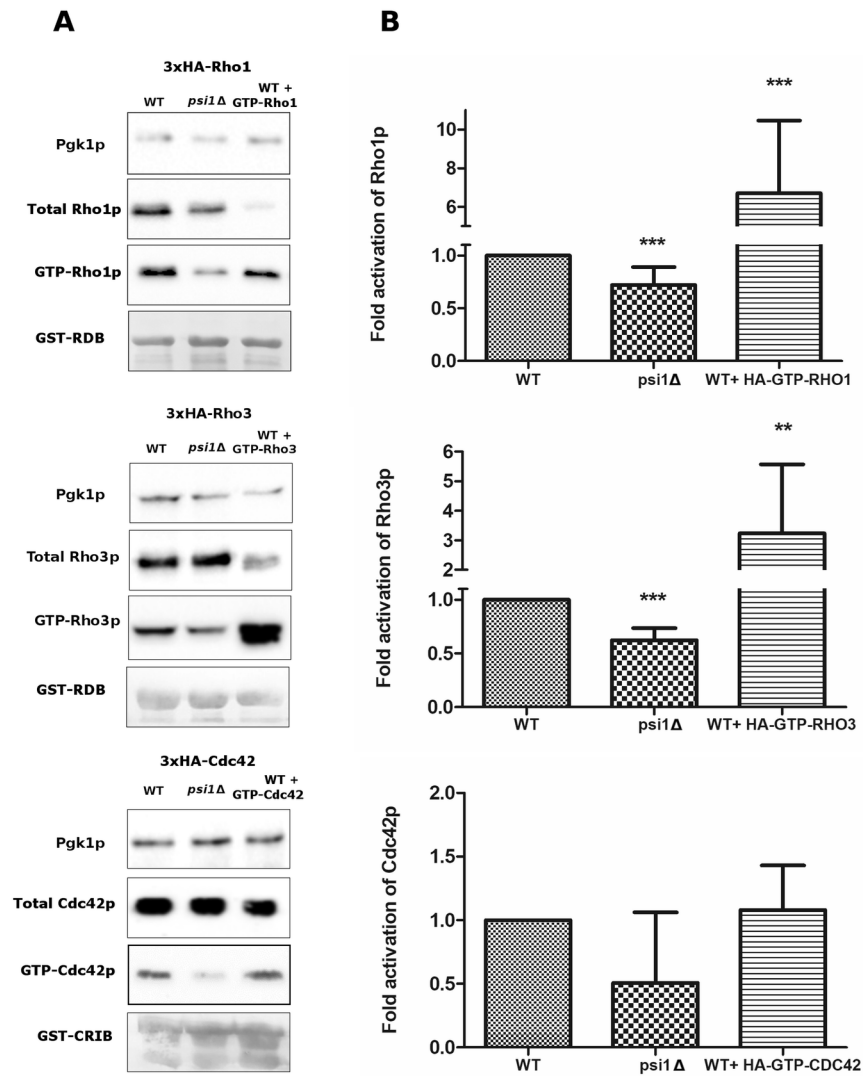 A
B
3xHA-Rho1
WT
psi1Δ
WT +
GTP-Rho1
Pgk1p
Total Rho1p
GTP-Rho1p
GST-RDB
Fold activation of Rho1p
10
8
6
1.0
0.5
0.0
***
***
WT
psi1Δ
WT+ HA-GTP-RHO1
3xHA-Rho3
WT
psi1Δ
WT +
GTP-Rho3
Pgk1p
Total Rho3p
GTP-Rho3p
GST-RDB
Fold activation of Rho3p
6
5
4
3
2
1.0
0.5
0.0
***
**
WT
psi1Δ
WT+ HA-GTP-RHO3
3xHA-Cdc42
WT
psi1Δ
WT +
GTP-Cdc42
Pgk1p
Total Cdc42p
GTP-Cdc42p
GST-CRIB
Fold activation of Cdc42p
2.0
1.5
1.0
0.5
0.0
WT
psi1Δ
WT+ HA-GTP-CDC42